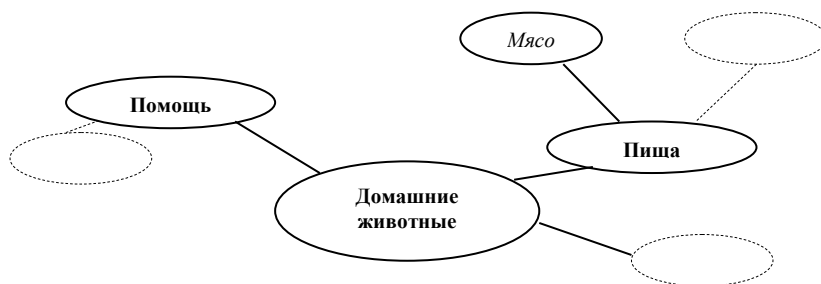 Мясо
Помощь
Пища
Домашние
животные